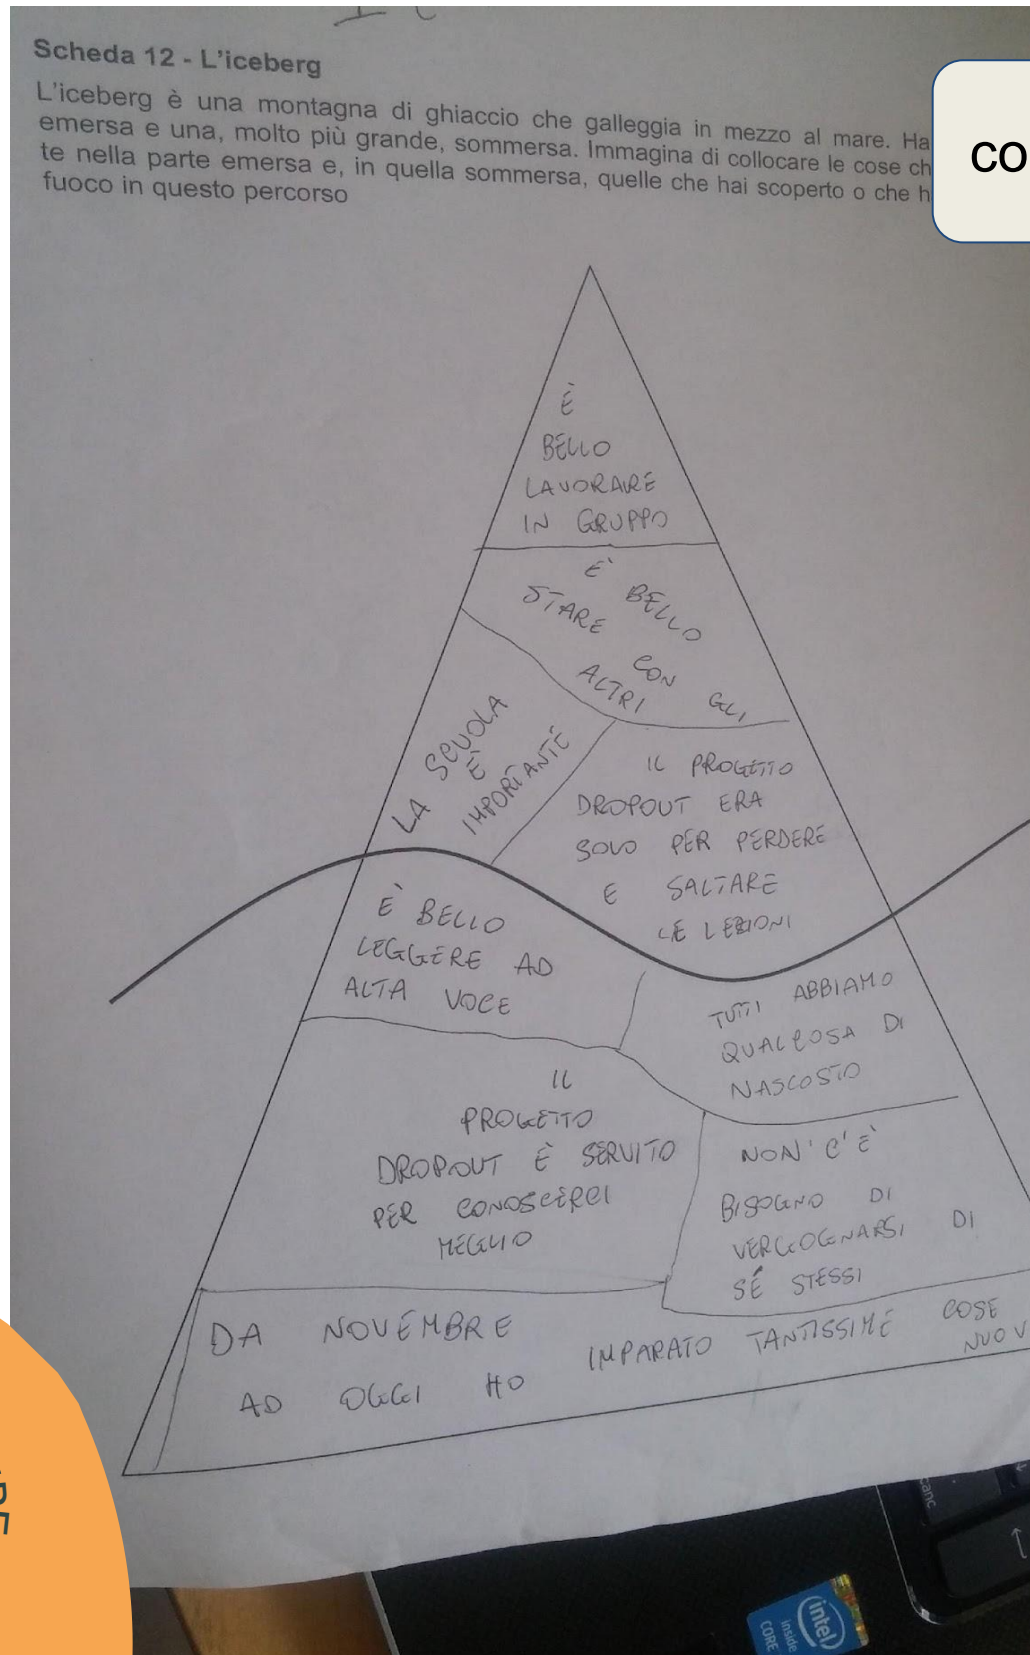 Scheda 12 - L'iceberg
L'iceberg è una montagna di ghiaccio che galleggia in mezzo al mare. Ha
emersa e una, molto più grande, sommersa. Immagina di collocare le cose ch
te nella parte emersa e, in quella sommersa, quelle che hai scoperto o che h
fuoco in questo percorso
CO
È
BELLO
LAVORARE
IN GRUPPO
È BELLO
STARE CON GLI
ALTRI
LA SCUOLA
È
IMPORTANTE
IL PROGETTO
DROPOUT ERA
SOLO PER PERDERE
E SALTARE
LE LEZIONI
È BELLO
LEGGERE AD
ALTA VOCE
TUTTI ABBIAMO
QUALCOSA DI
NASCOSTO
IL
PROGETTO
DROPOUT È SERVITO
PER CONOSCERCI
MEGLIO
NON' C'È
BISOGNO DI
VERGOGNARSI DI
SÉ STESSI
DA NOVEMBRE
AD OGGI HO
IMPARATO TANTISSIME COSE
NUOV
canc
intel
inside
CORE